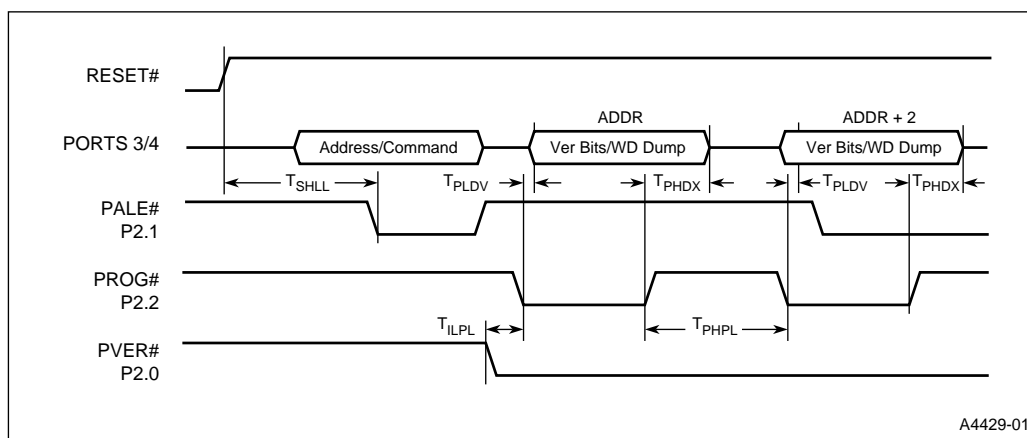 RESET#
ADDR
ADDR + 2
PORTS 3/4
Address/Command
Ver Bits/WD Dump
Ver Bits/WD Dump
TSHLL
TPLDV
TPHDX
TPLDV
TPHDX
PALE#
P2.1
PROG#
P2.2
TILPL
TPHPL
PVER#
P2.0
A4429-01